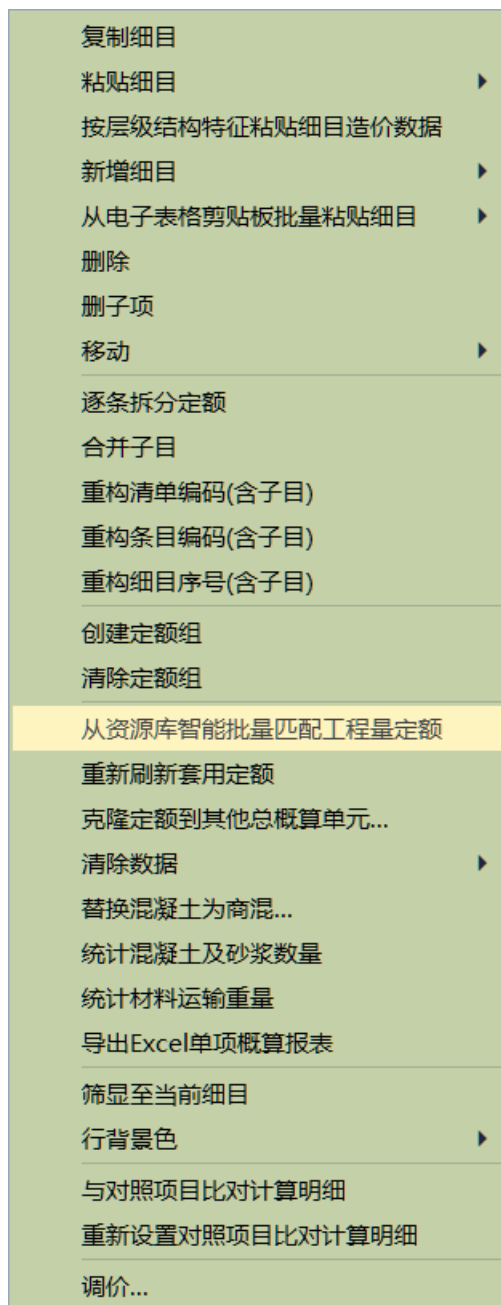 复制细目
粘贴细目
按层级结构特征粘贴细目造价数据
新增细目
从电子表格剪贴板批量粘贴细目
删除
删子项
移动
逐条拆分定额
合并子目
重构清单编码(含子目)
重构条目编码(含子目)
重构细目序号(含子目)
创建定额组
清除定额组
从资源库智能批量匹配工程量定额
重新刷新套用定额
克隆定额到其他总概算单元...
清除数据
替换混凝土为商混...
统计混凝土及砂浆数量
统计材料运输重量
导出Excel单项概算报表
筛显至当前细目
行背景色
与对照项目比对计算明细
重新设置对照项目比对计算明细
调价...